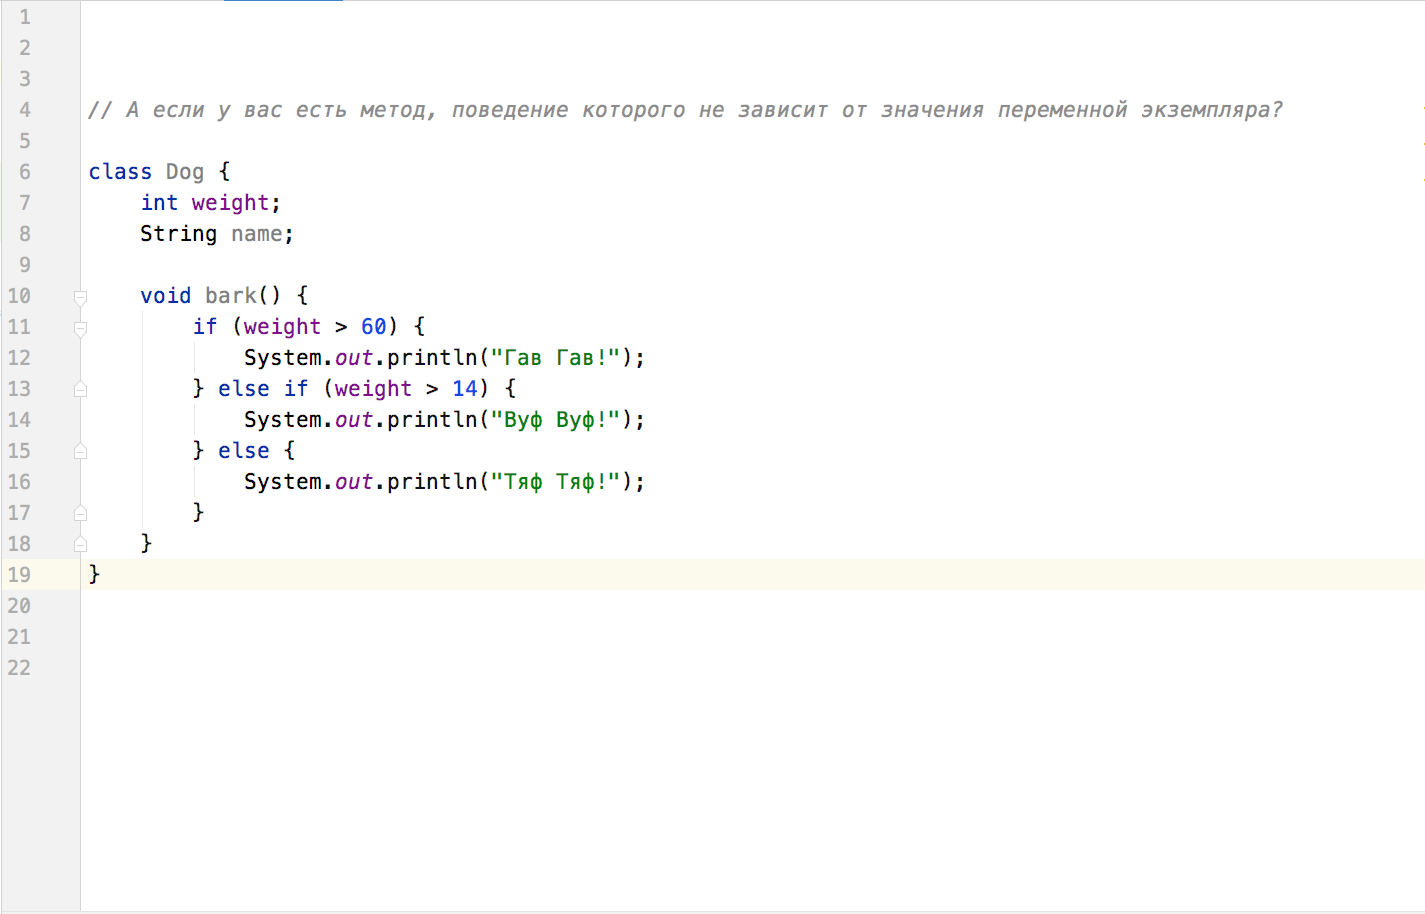 1
2
3
4 // А если у вас есть метод, поведение которого не зависит от значения переменной экземпляра?
5
6 class Dog {
7     int weight;
8     String name;
9
10     void bark() {
11         if (weight > 60) {
12             System.out.println("Гав Гав!");
13         } else if (weight > 14) {
14             System.out.println("Вуф Вуф!");
15         } else {
16             System.out.println("Тяф Тяф!");
17         }
18     }
19 }
20
21
22